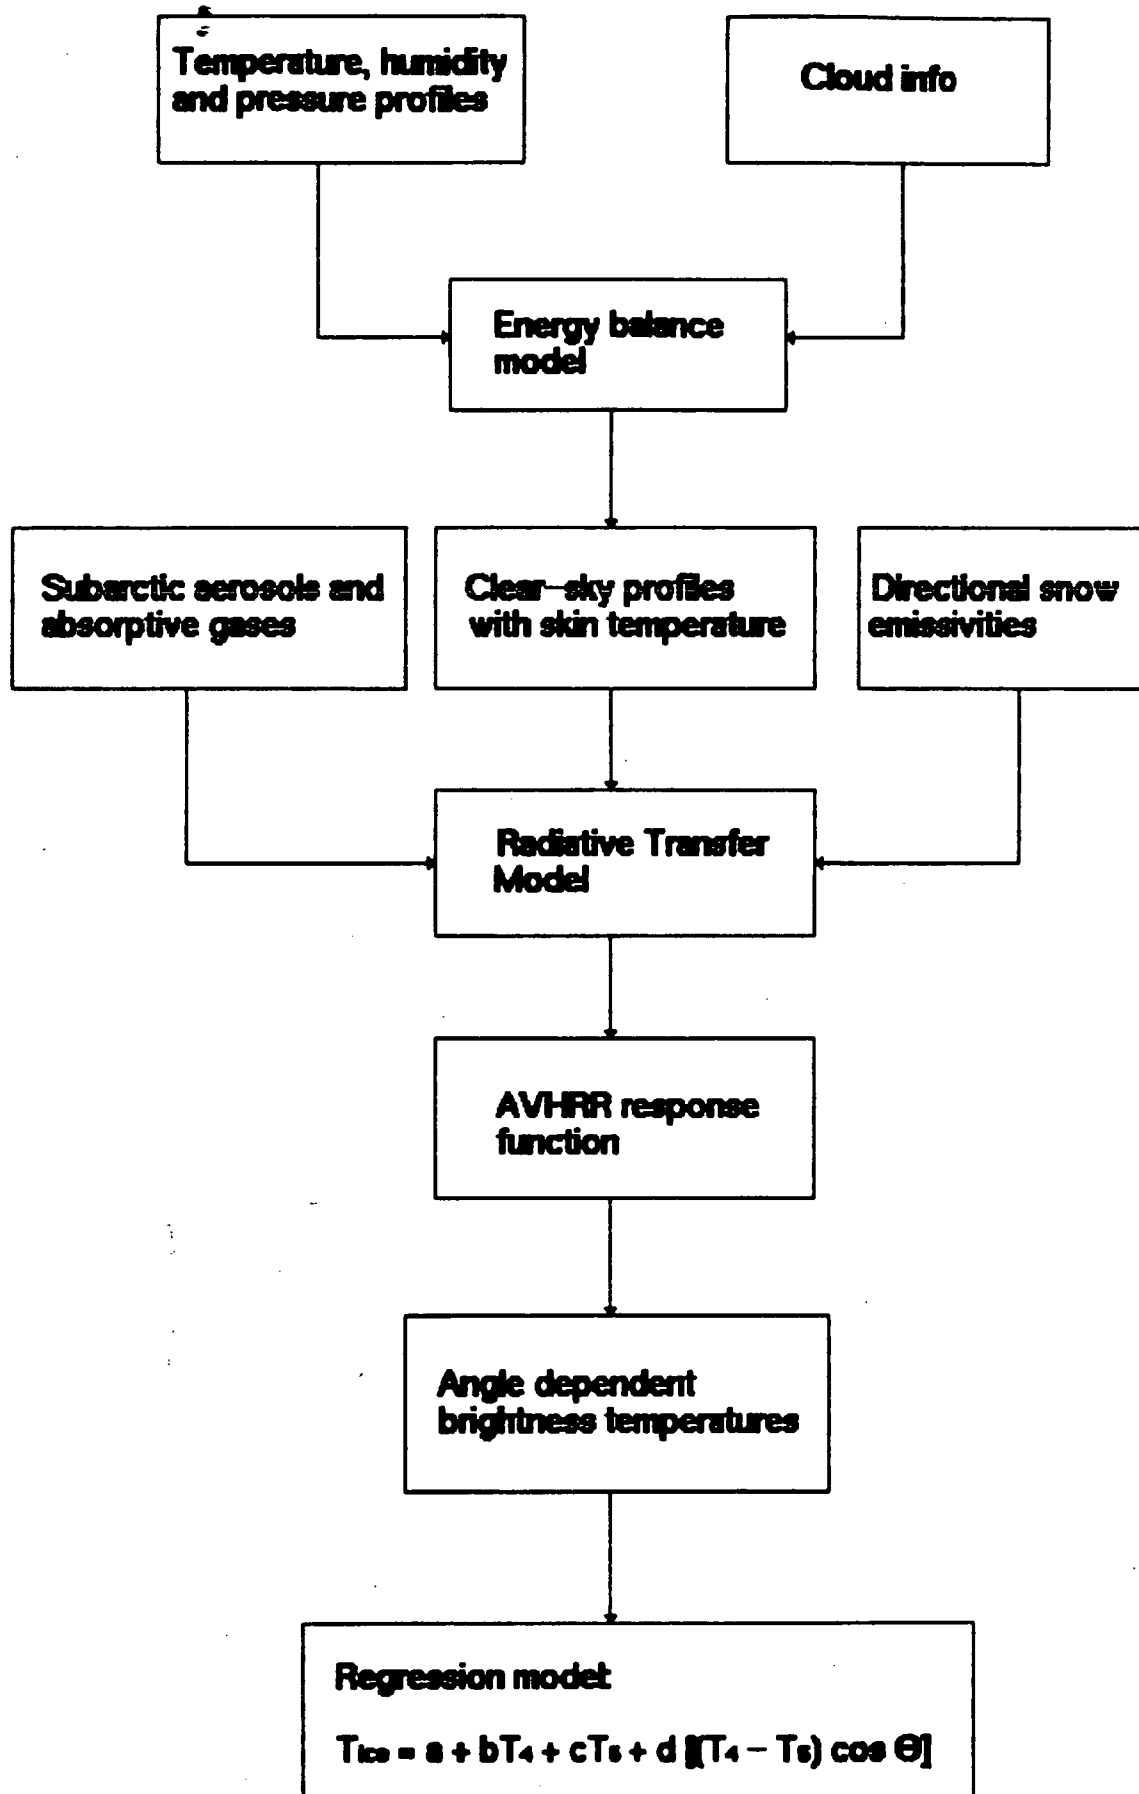 Temperature, humidity
and pressure profiles
Cloud info
Energy balance
model
Subarctic aerosols and
absorptive gases
Clear-sky profiles
with skin temperature
Directional snow
emissivities
Radiative Transfer
Model
AVHRR response
function
Angle dependent
brightness temperatures
Regression model:
Tice = a + bT4 + cT5 + d [(T4 − T5) cos Θ]